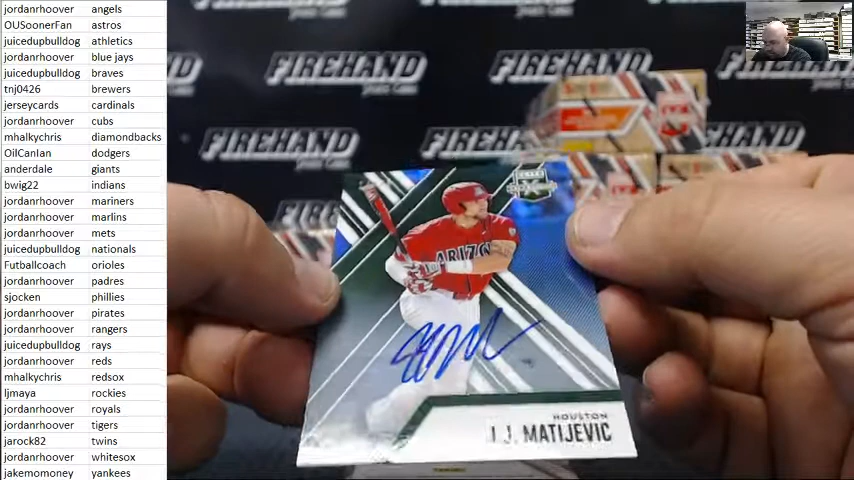 jordanrhoover angels
OUSoonerFan astros
juicedupbulldog athletics
jordanrhoover blue jays
juicedupbulldog braves
tnj0426 brewers
jerseycards cardinals
jordanrhoover cubs
mhalkychris diamondbacks
OilCanIan dodgers
anderdale giants
bwig22 indians
jordanrhoover mariners
jordanrhoover marlins
jordanrhoover mets
juicedupbulldog nationals
Futballcoach orioles
jordanrhoover padres
sjocken phillies
jordanrhoover pirates
jordanrhoover rangers
juicedupbulldog rays
jordanrhoover reds
mhalkychris redsox
ljmaya rockies
jordanrhoover royals
jordanrhoover tigers
jarock82 twins
jordanrhoover whitesox
jakemomoney yankees
FIREHAND
FIREHAND
FIREHAND
FIREHAND
FIREHAND
ARIZO
HOUSTON
J.J. MATIJEVIC